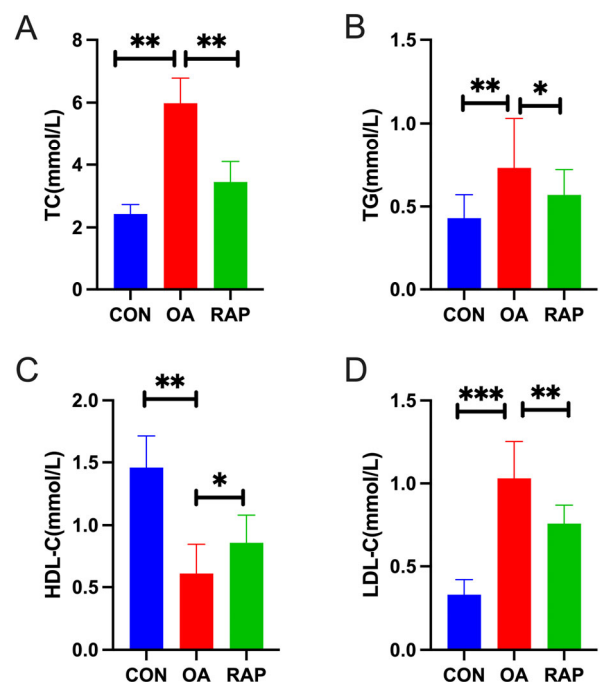 A
TC(mmol/L)
8
6
4
2
0
** **
CON OA RAP
B
TG(mmol/L)
1.5
1.0
0.5
0.0
** *
CON OA RAP
C
HDL-C(mmol/L)
2.0
1.5
1.0
0.5
0.0
**
*
CON OA RAP
D
LDL-C(mmol/L)
1.5
1.0
0.5
0.0
*** **
CON OA RAP